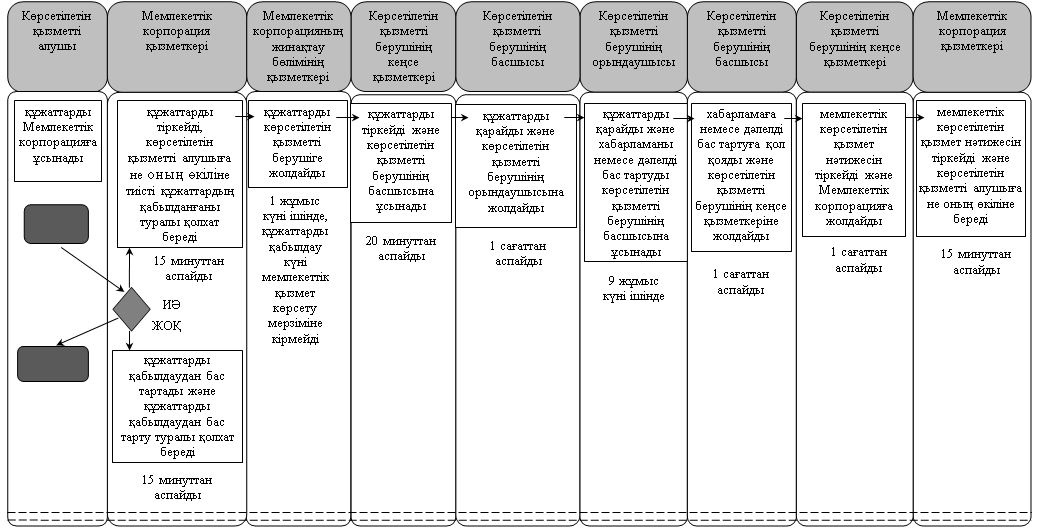 Көрсетілетін
қызметті
алушы
Мемлекеттік
корпорация
қызметкері
Мемлекеттік
корпорацияның
жинақтау
бөлімінің
қызметкері
Көрсетілетін
қызметті
берушінің
кеңсе
қызметкері
Көрсетілетін
қызметті
берушінің
басшысы
Көрсетілетін
қызметті
берушінің
орындаушысы
Көрсетілетін
қызметті
берушінің
басшысы
Көрсетілетін
қызметті
берушінің кеңсе
қызметкері
Мемлекеттік
корпорация
қызметкері
құжаттарды
Мемлекеттік
корпорацияға
ұсынады
құжаттарды
тіркейді,
көрсетілетін
қызметті алушыға
не оның өкіліне
тиісті құжаттардың
қабылданғаны
туралы қолхат
береді
15 минуттан
аспайды
ИӘ
ЖОҚ
құжаттарды
қабылдаудан бас
тартады және
құжаттарды
қабылдаудан бас
тарту туралы қолхат
береді
15 минуттан
аспайды
құжаттарды
көрсетілетін
қызметті
берушіге
жолдайды
1 жұмыс
күні ішінде,
құжаттарды
қабылдау
күні
мемлекеттік
қызмет
көрсету
мерзіміне
кірмейді
құжаттарды
тіркейді және
көрсетілетін
қызметті
берушінің
басшысына
ұсынады
20 минуттан
аспайды
құжаттарды
қарайды және
көрсетілетін
қызметті
берушінің
орындаушысына
жолдайды
1 сағаттан
аспайды
құжаттарды
қарайды және
хабарламаны
немесе дәлелді
бас тартуды
көрсетілетін
қызметті
берушінің
басшысына
ұсынады
9 жұмыс
күні ішінде
хабарламаға
немесе дәлелді
бас тартуға қол
қояды және
көрсетілетін
қызметті
берушінің кеңсе
қызметкеріне
жолдайды
1 сағаттан
аспайды
мемлекеттік
көрсетілетін
қызмет
нәтижесін
тіркейді және
Мемлекеттік
корпорацияға
жолдайды
1 сағаттан
аспайды
мемлекеттік
көрсетілетін
қызмет нәтижесін
тіркейді және
көрсетілетін
қызметті алушыға
не оның өкіліне
береді
15 минуттан
аспайды